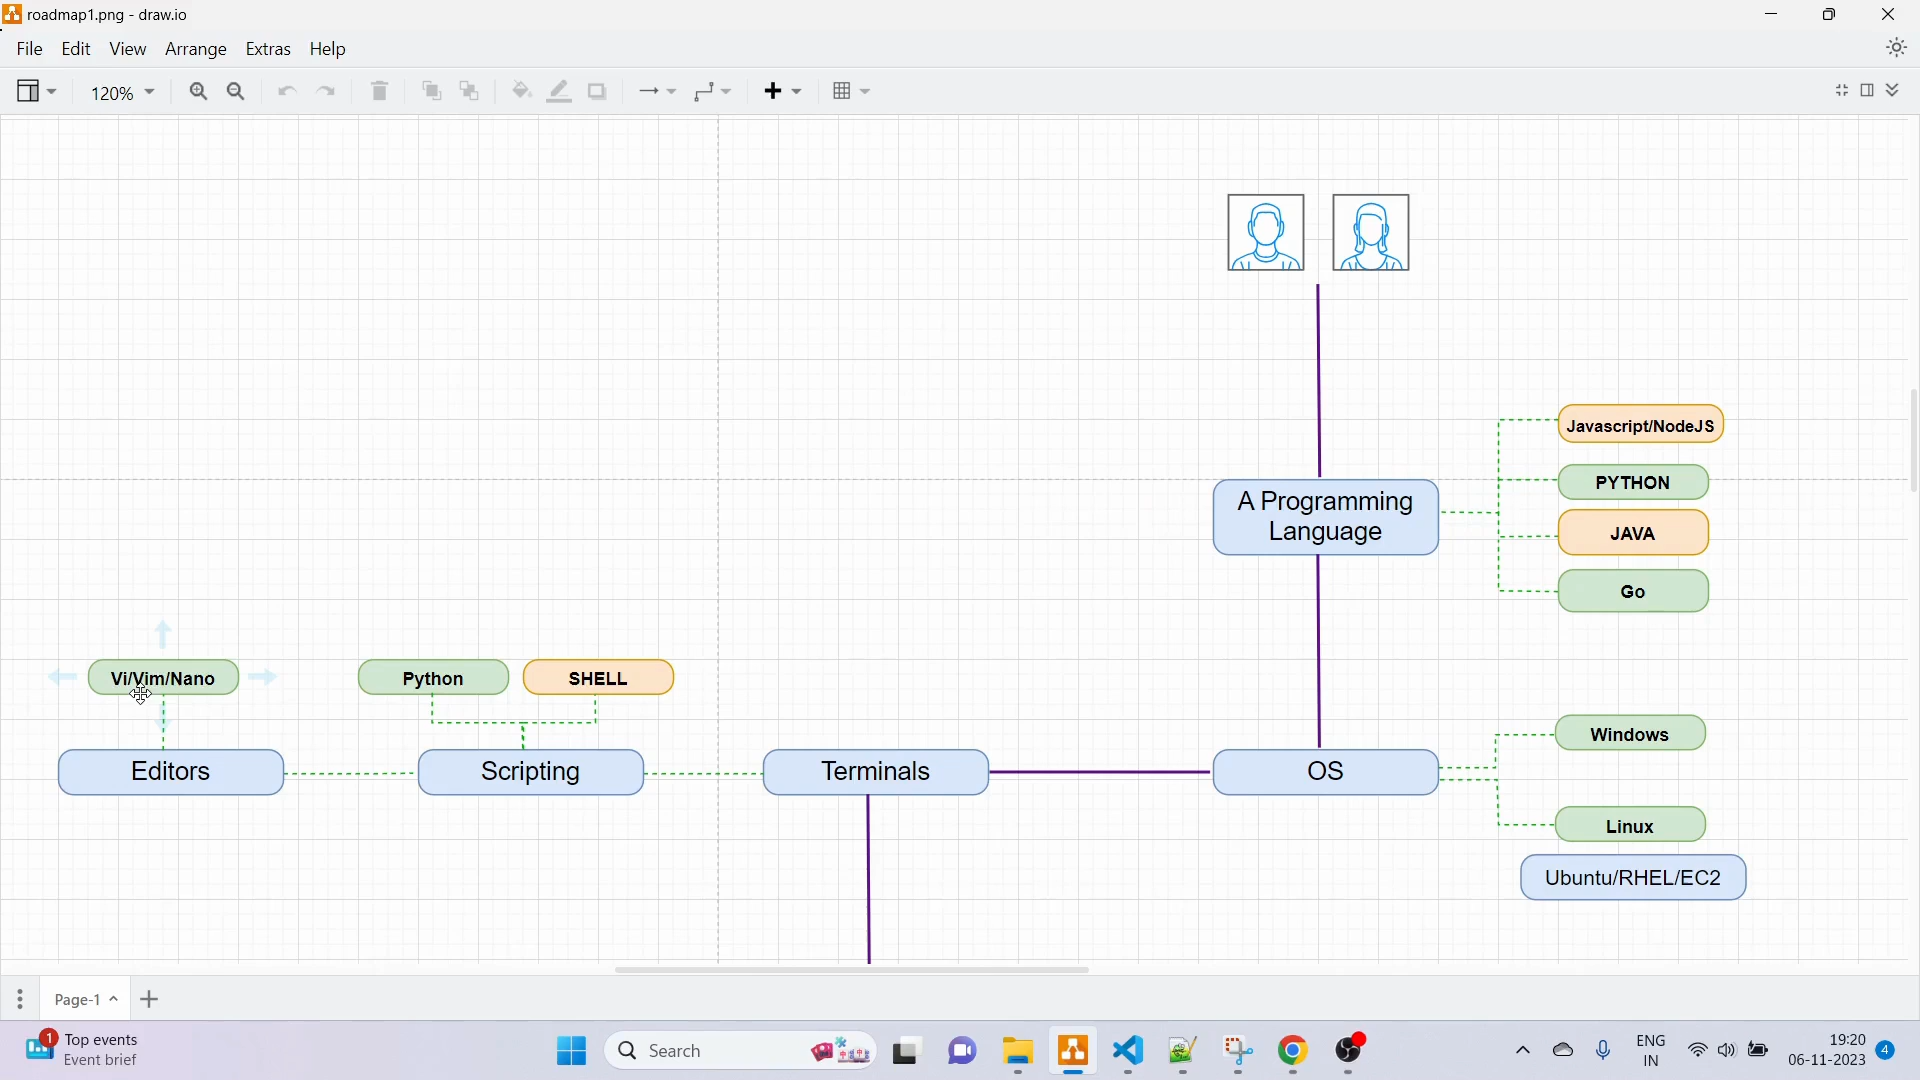 roadmap1.png - draw.io
File Edit View Arrange Extras Help
120%
Javascript/NodeJS
A Programming
Language
PYTHON
JAVA
Go
Vi/Vim/Nano
Python
SHELL
Windows
Editors
Scripting
Terminals
OS
Linux
Ubuntu/RHEL/EC2
Page-1
1
Top events
Event brief
Search
ENG
IN
19:20
06-11-2023
4